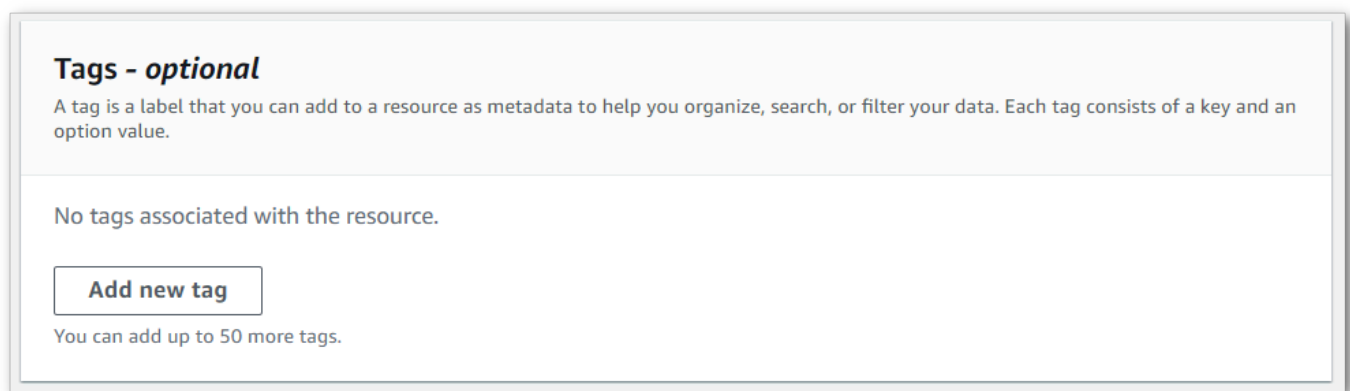 Tags - optional
A tag is a label that you can add to a resource as metadata to help you organize, search, or filter your data. Each tag consists of a key and an
option value.
No tags associated with the resource.
Add new tag
You can add up to 50 more tags.